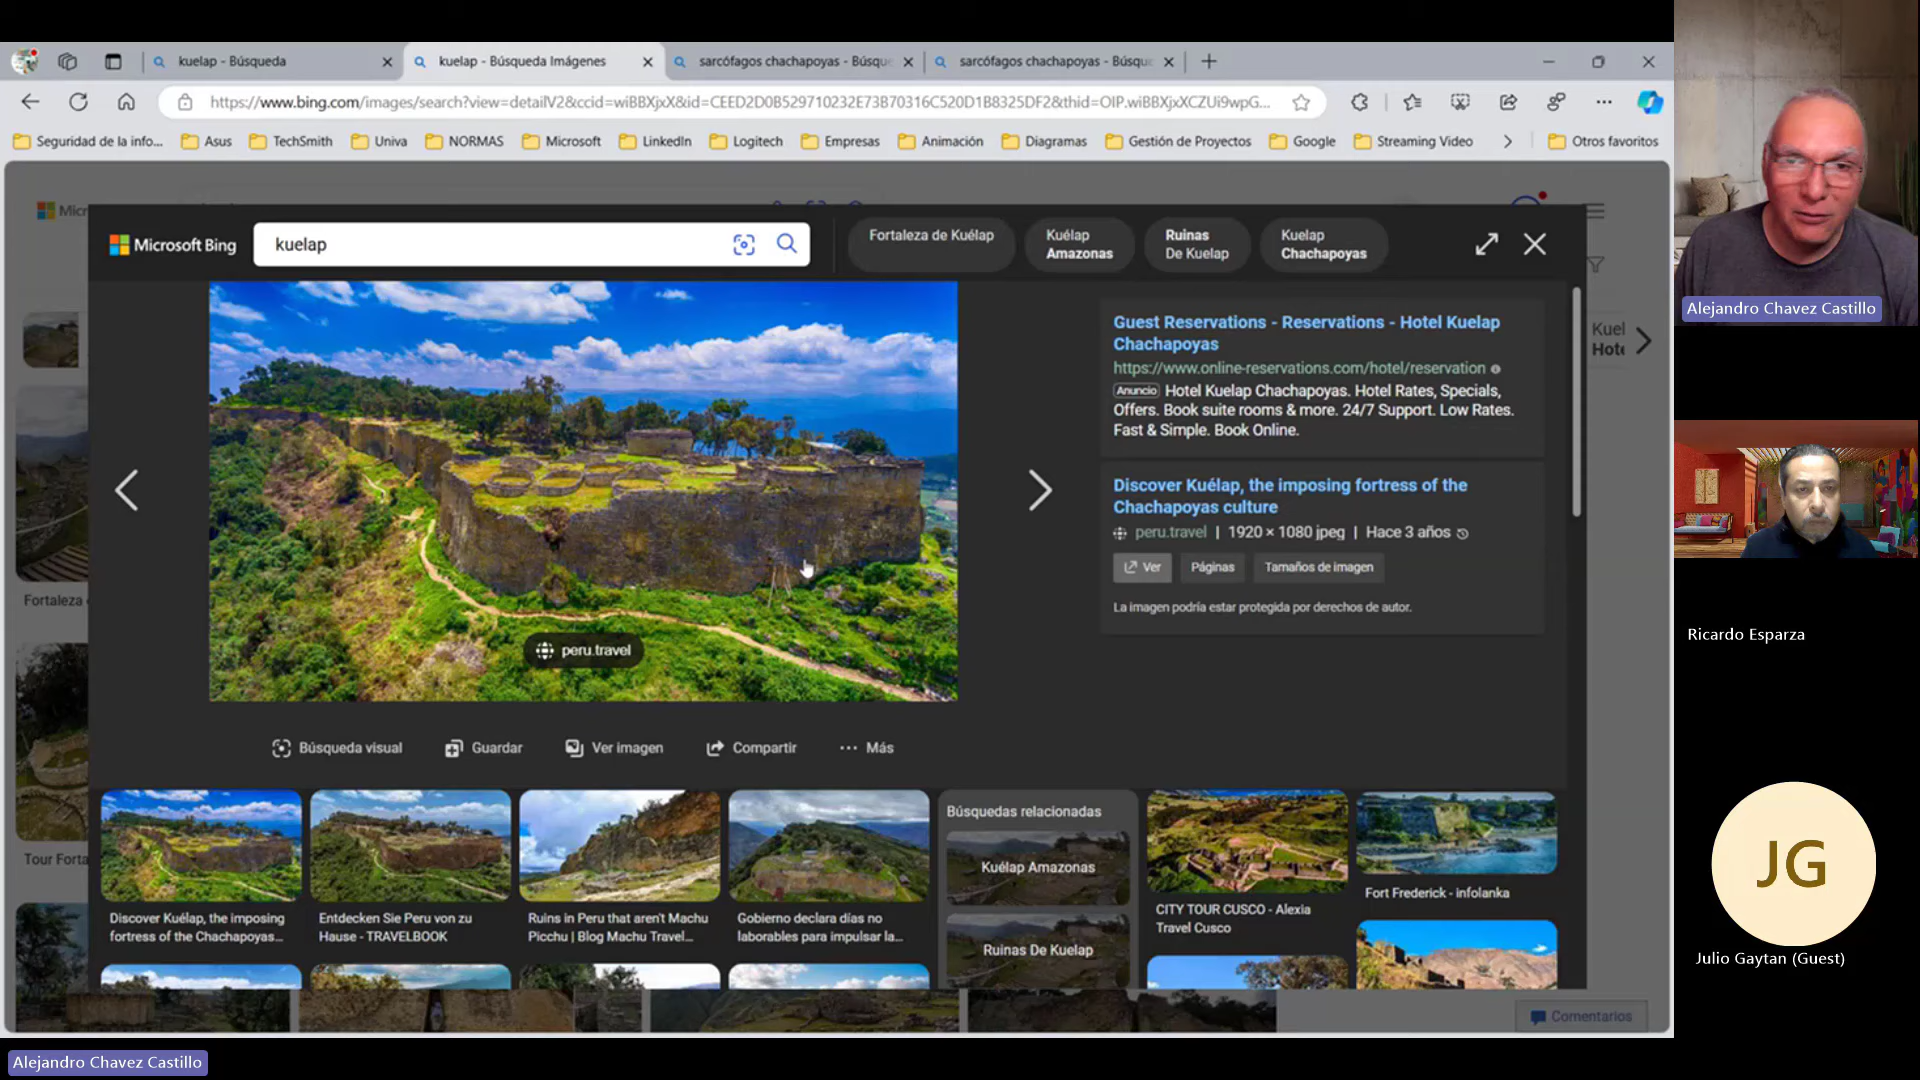 kuelap - Búsqueda
kuelap - Búsqueda Imágenes
sarcófagos chachapoyas - Búsqu
sarcófagos chachapoyas - Búsqu
https://www.bing.com/images/search?view=detailV2&ccid=wiBBXjxX&id=CEED2D0B529710232E73B70316C520D1B8325DF2&thid=OIP.wiBBXjxXCZUi9wpG...
Seguridad de la info...
Asus
TechSmith
Univa
NORMAS
Microsoft
LinkedIn
Logitech
Empresas
Animación
Diagramas
Gestión de Proyectos
Google
Streaming Video
Otros favoritos
Micr
Microsoft Bing
kuelap
Fortaleza de Kuélap
Kuélap
Amazonas
Ruinas
De Kuelap
Kuelap
Chachapoyas
Kuel
Hote
Guest Reservations - Reservations - Hotel Kuelap
Chachapoyas
https://www.online-reservations.com/hotel/reservation
Anuncio Hotel Kuelap Chachapoyas. Hotel Rates, Specials,
Offers. Book suite rooms & more. 24/7 Support. Low Rates.
Fast & Simple. Book Online.
Discover Kuélap, the imposing fortress of the
Chachapoyas culture
peru.travel | 1920 × 1080 jpeg | Hace 3 años
Ver
Páginas
Tamaños de imagen
La imagen podría estar protegida por derechos de autor.
peru.travel
Fortaleza
Tour Forta
Búsqueda visual
Guardar
Ver imagen
Compartir
Más
Discover Kuélap, the imposing
fortress of the Chachapoyas...
Entdecken Sie Peru von zu
Hause - TRAVELBOOK
Ruins in Peru that aren't Machu
Picchu | Blog Machu Travel...
Gobierno declara días no
laborables para impulsar la...
Búsquedas relacionadas
Kuélap Amazonas
Ruinas De Kuelap
CITY TOUR CUSCO - Alexia
Travel Cusco
Fort Frederick - infolanka
Comentarios
Alejandro Chavez Castillo
Ricardo Esparza
JG
Julio Gaytan (Guest)
Alejandro Chavez Castillo